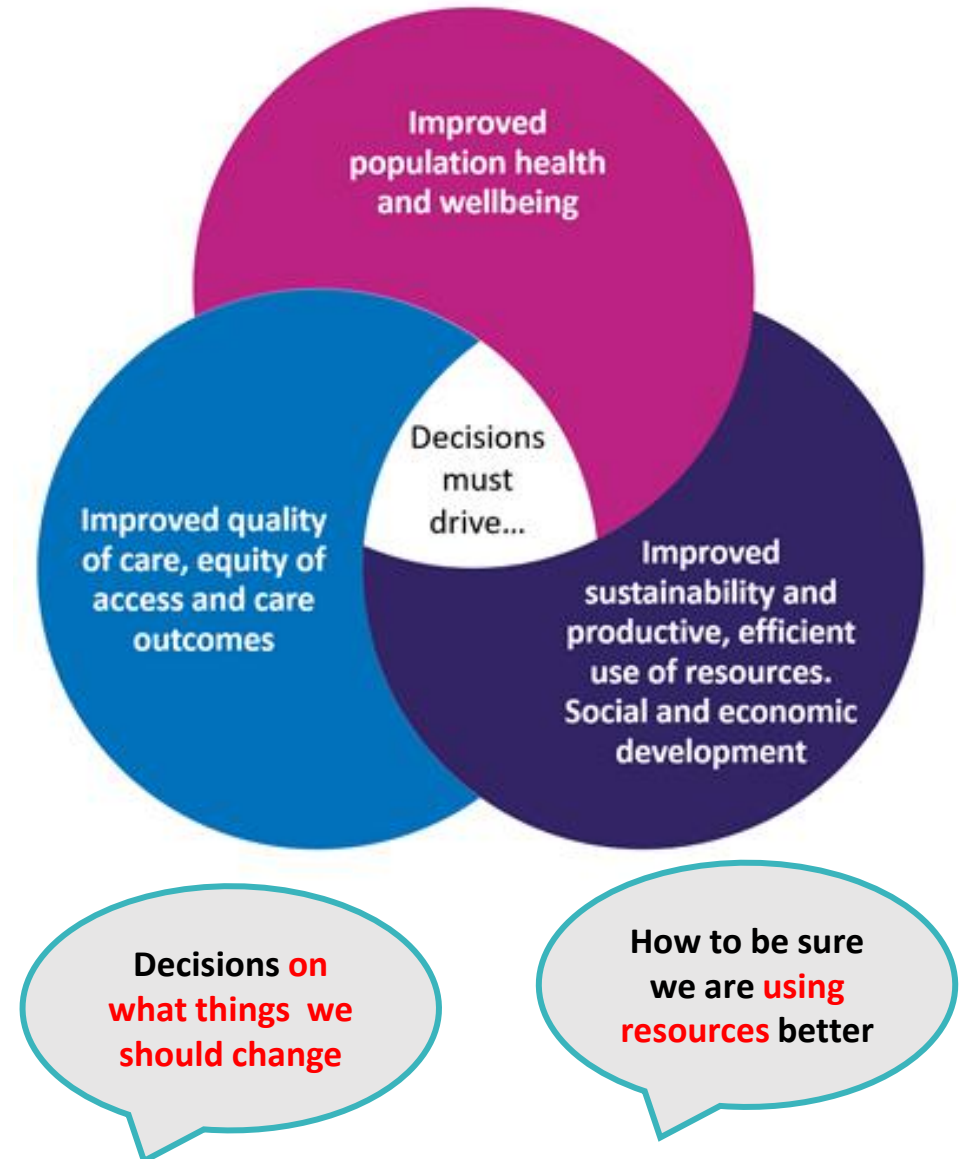 Improved
population health
and wellbeing
Decisions
must
drive...
Improved quality
of care, equity of
access and care
outcomes
Improved
sustainability and
productive, efficient
use of resources.
Social and economic
development
Decisions on
what things we
should change
How to be sure
we are using
resources better